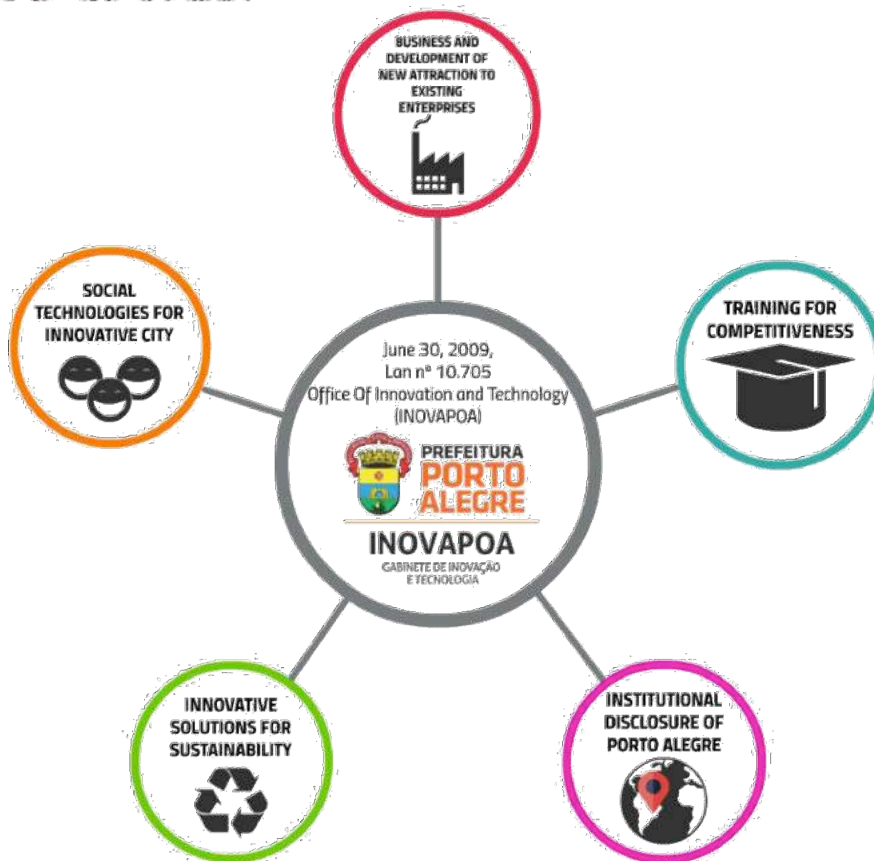 BUSINESS AND
DEVELOPMENT OF
NEW ATTRACTION TO
EXISTING
ENTERPRISES
SOCIAL
TECHNOLOGIES FOR
INNOVATIVE CITY
TRAINING FOR
COMPETITIVENESS
June 30, 2009,
Lan nº 10.705
Office Of Innovation and Technology
(INOVAPOA)
PREFEITURA
PORTO
ALEGRE
INOVAPOA
GABINETE DE INOVAÇÃO
E TECNOLOGIA
INNOVATIVE
SOLUTIONS FOR
SUSTAINABILITY
INSTITUTIONAL
DISCLOSURE OF
PORTO ALEGRE